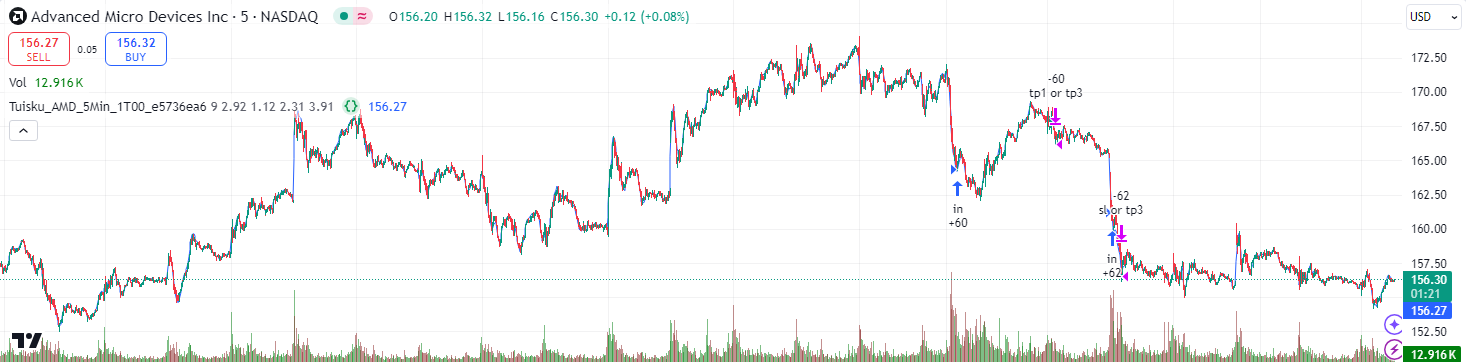 Advanced Micro Devices Inc · 5 · NASDAQ
O156.20 H156.32 L156.16 C156.30 +0.12 (+0.08%)
USD
156.27
SELL
0.05
156.32
BUY
Vol 12.916K
Tuisku_AMD_5Min_1T00_e5736ea6 9 2.92 1.12 2.31 3.91 {} 156.27
-60
tp1 or tp3
in
+60
-62
sl or tp3
in
+62
172.50
170.00
167.50
165.00
162.50
160.00
157.50
156.30
01:21
156.27
152.50
12.916K